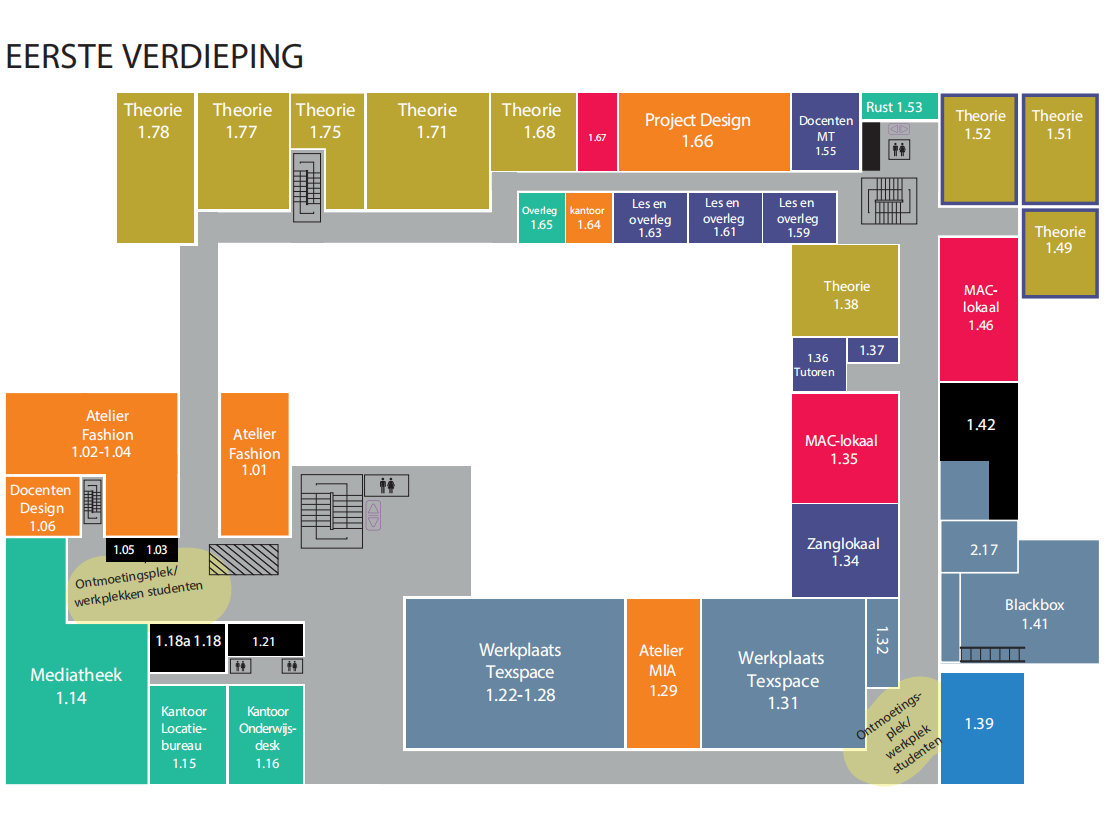 EERSTE VERDIEPING
Theorie
1.78
Theorie
1.77
Theorie
1.75
Theorie
1.71
Theorie
1.68
1.67
Project Design
1.66
Docenten
MT
1.55
Rust 1.53
Theorie
1.52
Theorie
1.51
Overleg
1.65
kantoor
1.64
Les en
overleg
1.63
Les en
overleg
1.61
Les en
overleg
1.59
Theorie
1.49
Theorie
1.38
MAC-
lokaal
1.46
1.36
Tutoren
1.37
Atelier
Fashion
1.02-1.04
Atelier
Fashion
1.01
MAC-lokaal
1.35
1.42
Docenten
Design
1.06
1.05
1.03
Zanglokaal
1.34
2.17
Ontmoetingsplek/
werkplekken studenten
Blackbox
1.41
1.18a 1.18
1.21
Mediatheek
1.14
Werkplaats
Texspace
1.22-1.28
Atelier
MIA
1.29
Werkplaats
Texspace
1.31
1.32
Kantoor
Locatie-
bureau
1.15
Kantoor
Onderwijs-
desk
1.16
Ontmoetings-
plek/
werkplek
studenten
1.39